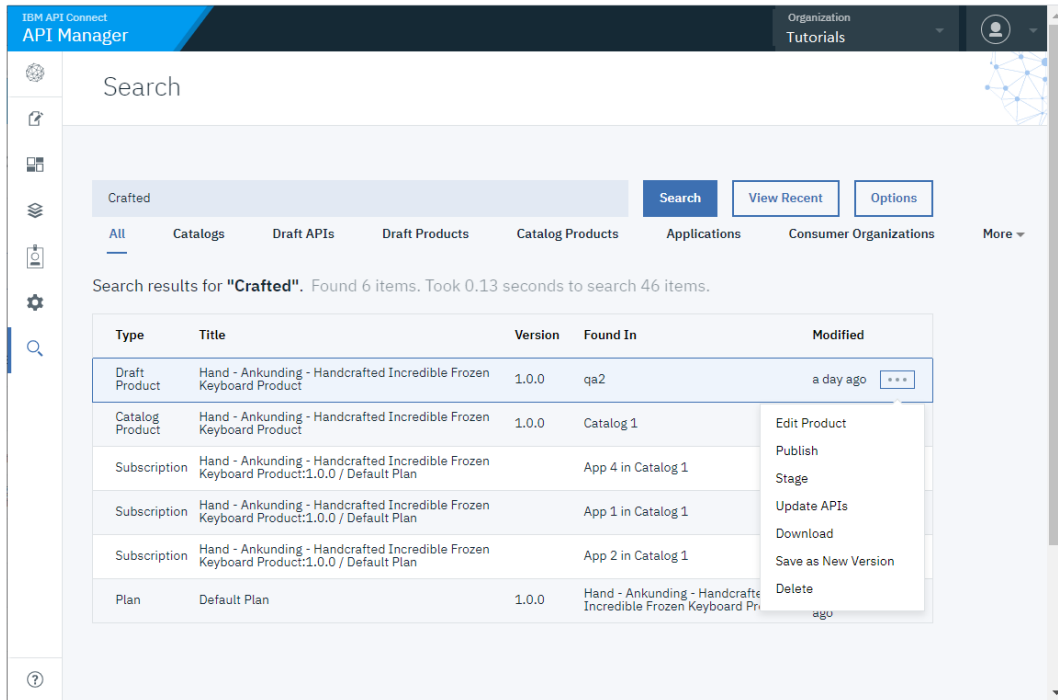 IBM API Connect
API Manager
Organization
Tutorials
Search
Crafted
Search
View Recent
Options
All
Catalogs
Draft APIs
Draft Products
Catalog Products
Applications
Consumer Organizations
More
Search results for "Crafted". Found 6 items. Took 0.13 seconds to search 46 items.
Type
Title
Version
Found In
Modified
Draft
Product
Hand - Ankunding - Handcrafted Incredible Frozen
Keyboard Product
1.0.0
qa2
a day ago
Catalog
Product
Hand - Ankunding - Handcrafted Incredible Frozen
Keyboard Product
1.0.0
Catalog 1
Subscription
Hand - Ankunding - Handcrafted Incredible Frozen
Keyboard Product:1.0.0 / Default Plan
App 4 in Catalog 1
Subscription
Hand - Ankunding - Handcrafted Incredible Frozen
Keyboard Product:1.0.0 / Default Plan
App 1 in Catalog 1
Subscription
Hand - Ankunding - Handcrafted Incredible Frozen
Keyboard Product:1.0.0 / Default Plan
App 2 in Catalog 1
Plan
Default Plan
1.0.0
Hand - Ankunding - Handcrafte
Incredible Frozen Keyboard Pr
ago
Edit Product
Publish
Stage
Update APIs
Download
Save as New Version
Delete